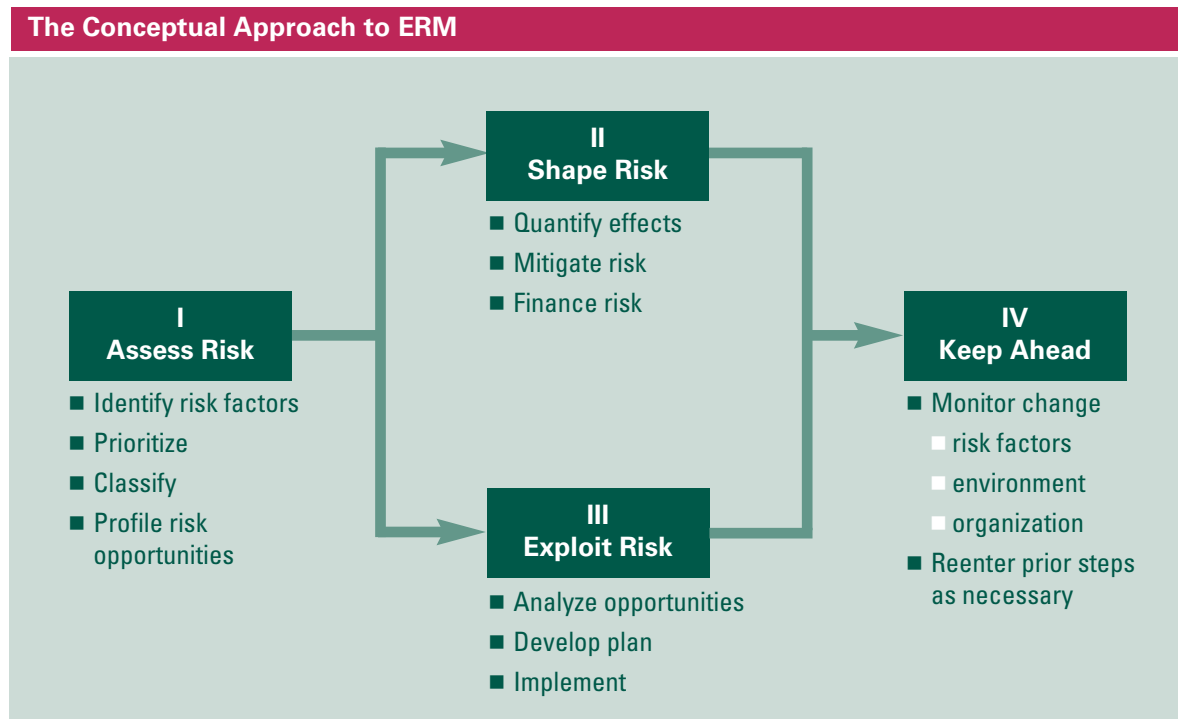 The Conceptual Approach to ERM
I
Assess Risk
■ Identify risk factors
■ Prioritize
■ Classify
■ Profile risk
opportunities
II
Shape Risk
■ Quantify effects
■ Mitigate risk
■ Finance risk
III
Exploit Risk
■ Analyze opportunities
■ Develop plan
■ Implement
IV
Keep Ahead
■ Monitor change
■ risk factors
■ environment
■ organization
■ Reenter prior steps
as necessary